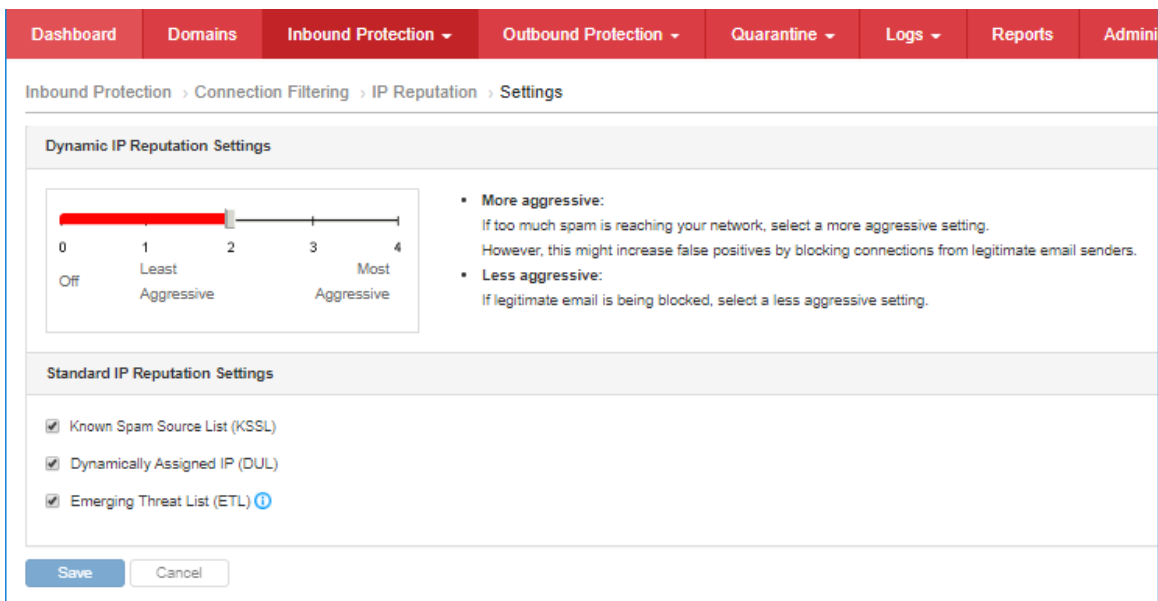 Dashboard Domains Inbound Protection Outbound Protection Quarantine Logs Reports Admini
Inbound Protection › Connection Filtering › IP Reputation › Settings
Dynamic IP Reputation Settings
0 1 2 3 4
Off Least Aggressive Most Aggressive
• More aggressive:
If too much spam is reaching your network, select a more aggressive setting.
However, this might increase false positives by blocking connections from legitimate email senders.
• Less aggressive:
If legitimate email is being blocked, select a less aggressive setting.
Standard IP Reputation Settings
Known Spam Source List (KSSL)
Dynamically Assigned IP (DUL)
Emerging Threat List (ETL)
Save Cancel